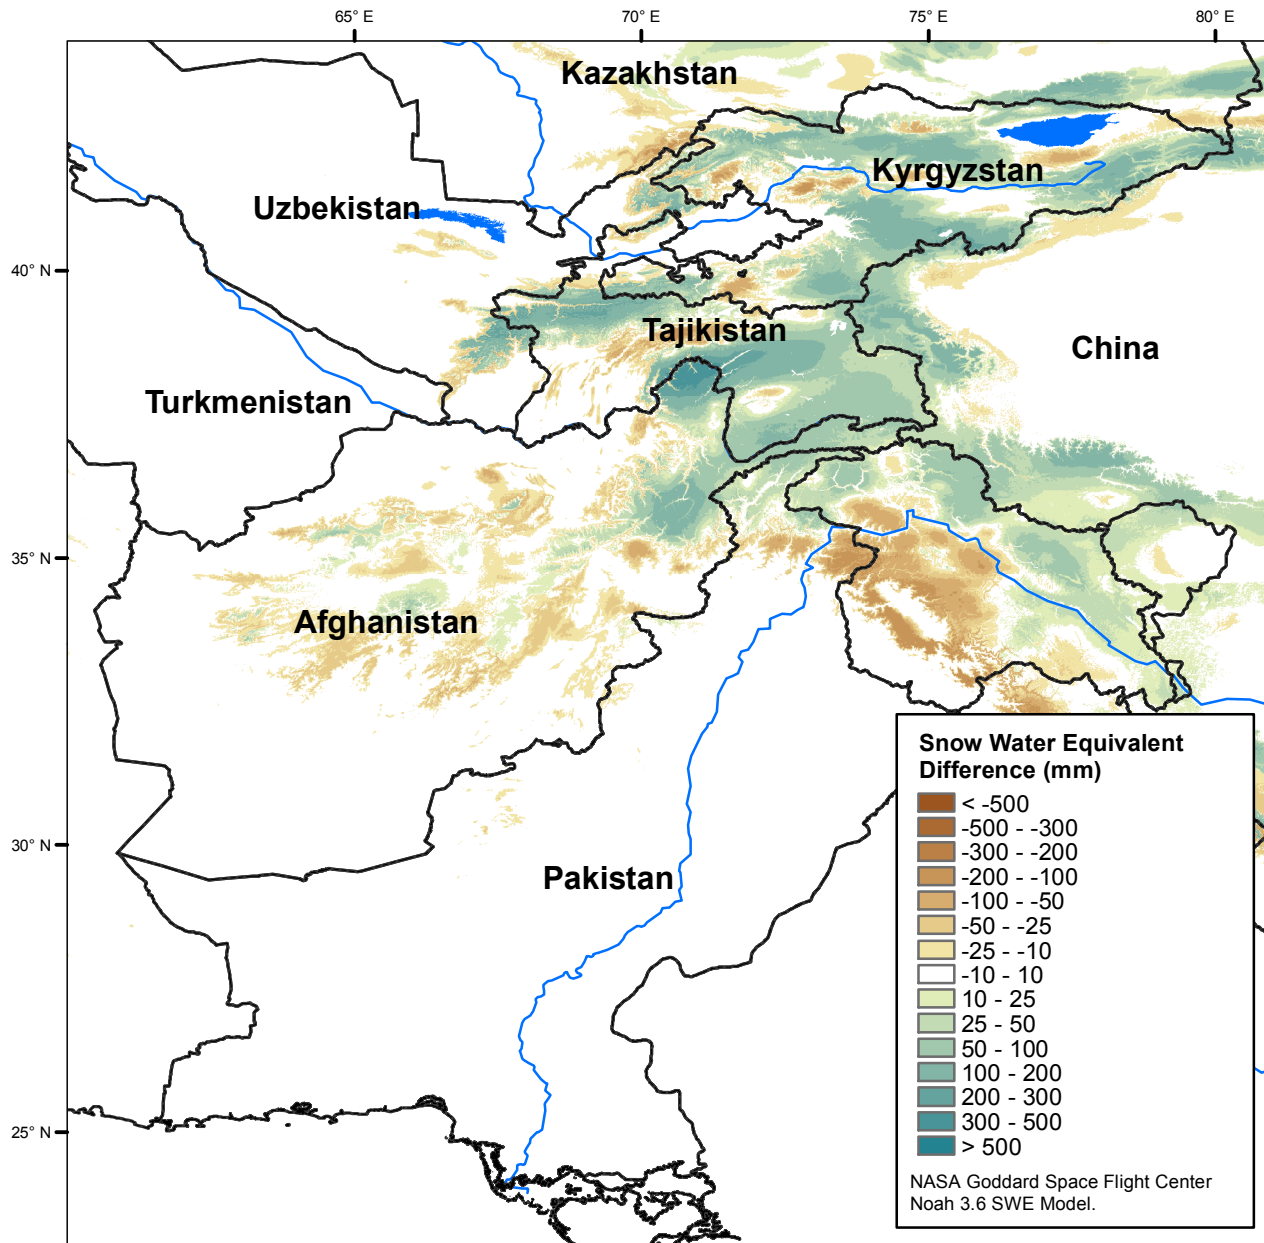 65° E 70° E 75° E 80° E
Kazakhstan
Kyrgyzstan
Uzbekistan
40° N
Tajikistan
China
Turkmenistan
35° N
Afghanistan
Snow Water Equivalent
Difference (mm)
< -500
-500 - -300
-300 - -200
-200 - -100
-100 - -50
-50 - -25
-25 - -10
-10 - 10
10 - 25
25 - 50
50 - 100
100 - 200
200 - 300
300 - 500
> 500
NASA Goddard Space Flight Center
Noah 3.6 SWE Model.
30° N
Pakistan
25° N